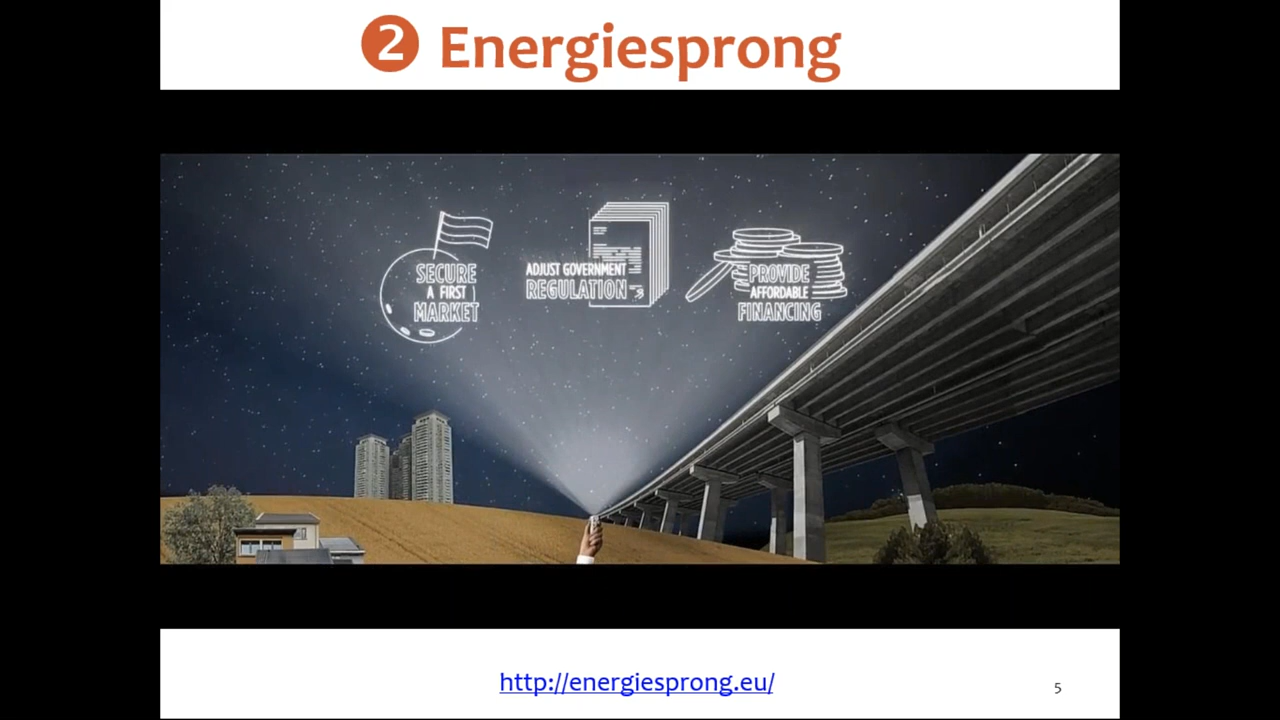 ❷ Energiesprong
SECURE
A FIRST
MARKET
ADJUST GOVERNMENT
REGULATION
PROVIDE
AFFORDABLE
FINANCING
http://energiesprong.eu/
5